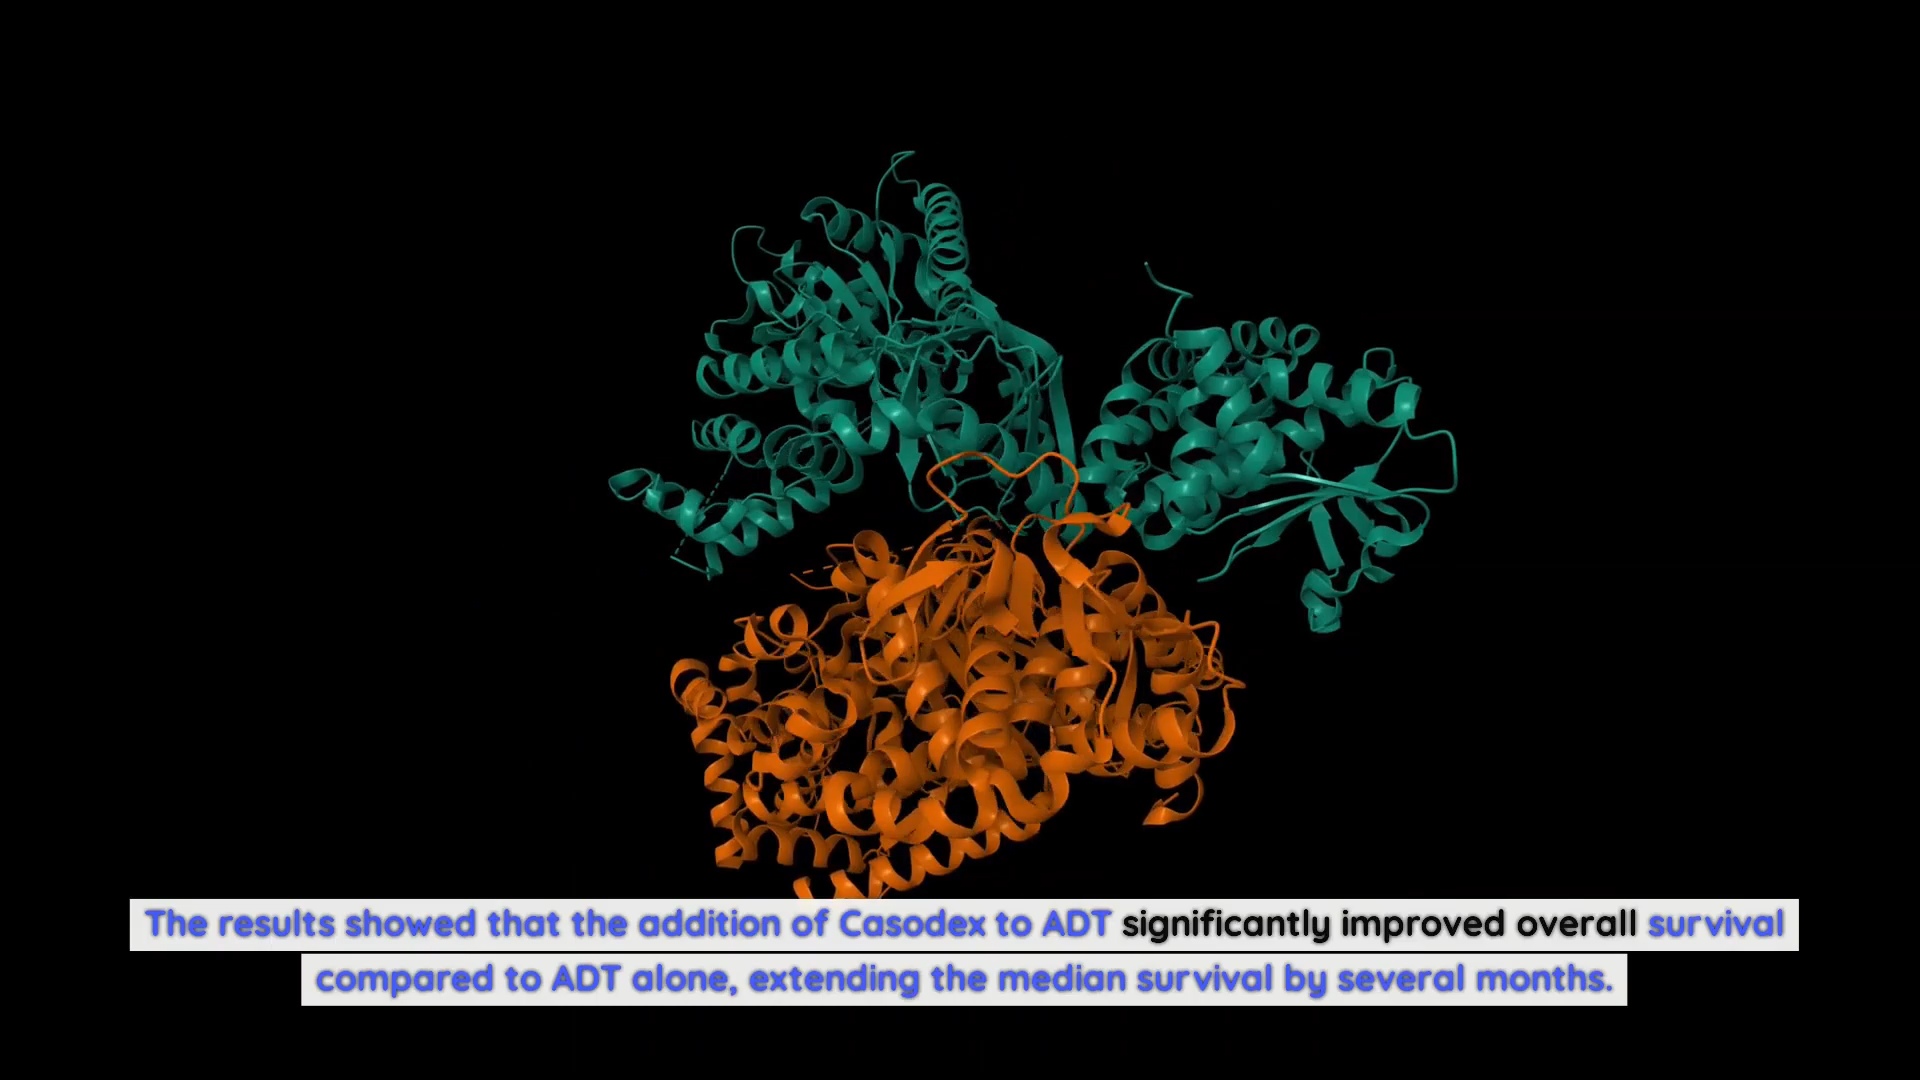 The results showed that the addition of Casodex to ADT significantly improved overall survival
compared to ADT alone, extending the median survival by several months.